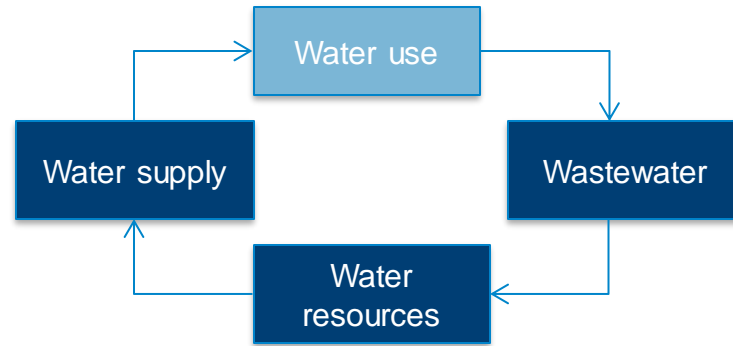 Water use
Water supply
Wastewater
Water
resources